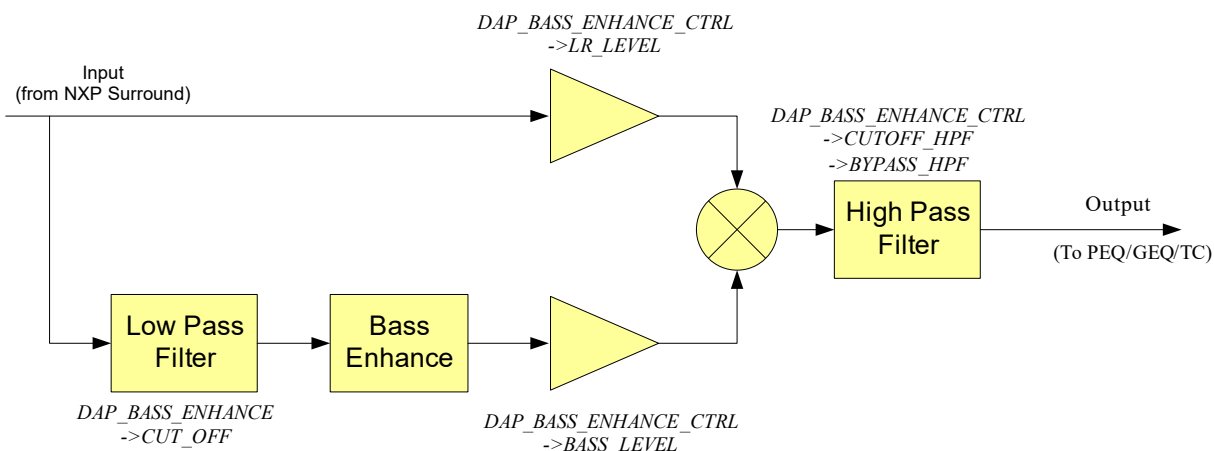 DAP_BASS_ENHANCE_CTRL
->LR_LEVEL
Input
(from NXP Surround)
DAP_BASS_ENHANCE_CTRL
->CUTOFF_HPF
->BYPASS_HPF
High Pass
Filter
Output
(To PEQ/GEQ/TC)
Low Pass
Filter
Bass
Enhance
DAP_BASS_ENHANCE
->CUT_OFF
DAP_BASS_ENHANCE_CTRL
->BASS_LEVEL